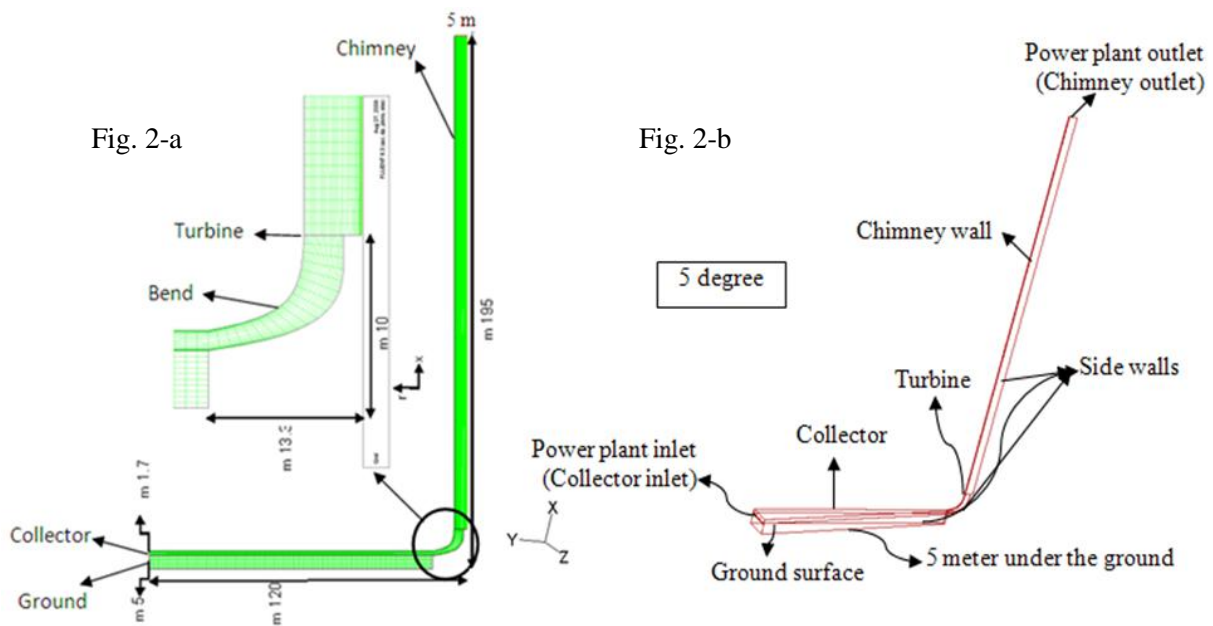 5 m
Chimney
Fig. 2-a
Turbine
Bend
m 10
x
r
m 13.3
m 195
m 1.7
Collector
Ground
m 5
m 120
Grid
X
Y
Z
Fig. 2-b
Power plant outlet
(Chimney outlet)
Chimney wall
5 degree
Turbine
Side walls
Collector
Power plant inlet
(Collector inlet)
Ground surface
5 meter under the ground